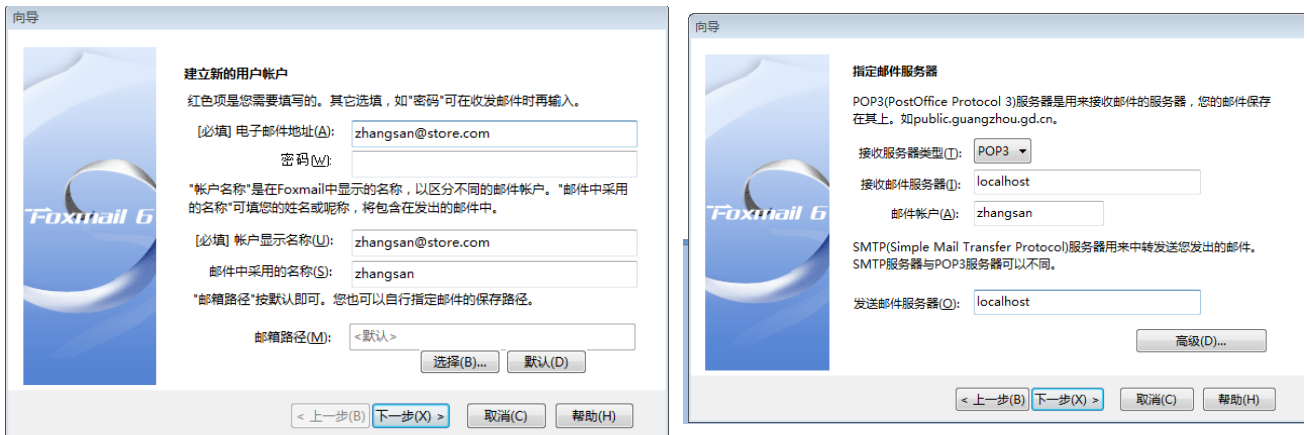 向导
建立新的用户帐户
红色项是您需要填写的。其它选填，如"密码"可在收发邮件时再输入。
[必填] 电子邮件地址(A):
zhangsan@store.com
密码(W):
"帐户名称"是在Foxmail中显示的名称，以区分不同的邮件帐户。"邮件中采用
的名称"可填您的姓名或昵称，将包含在发出的邮件中。
[必填] 帐户显示名称(U):
zhangsan@store.com
邮件中采用的名称(S):
zhangsan
"邮箱路径"按默认即可。您也可以自行指定邮件的保存路径。
邮箱路径(M):
<默认>
选择(B)...
默认(D)
Foxmail 6
< 上一步(B)
下一步(X) >
取消(C)
帮助(H)
向导
指定邮件服务器
POP3(PostOffice Protocol 3)服务器是用来接收邮件的服务器，您的邮件保存
在其上。如public.guangzhou.gd.cn。
接收服务器类型(T):
POP3
接收邮件服务器(I):
localhost
邮件帐户(A):
zhangsan
SMTP(Simple Mail Transfer Protocol)服务器用来中转发送您发出的邮件。
SMTP服务器与POP3服务器可以不同。
发送邮件服务器(O):
localhost
高级(D)...
Foxmail 6
< 上一步(B)
下一步(X) >
取消(C)
帮助(H)